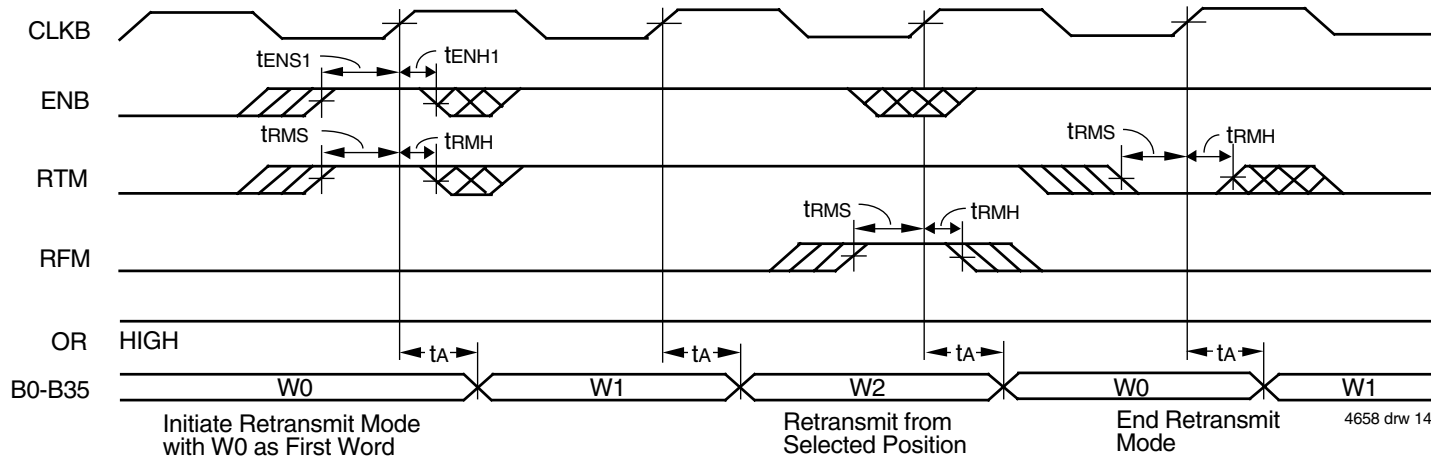 CLKB
tENS1
tENH1
ENB
tRMS
tRMH
tRMS
tRMH
RTM
tRMS
tRMH
RFM
OR
HIGH
tA
tA
tA
tA
B0-B35
W0
W1
W2
W0
W1
Initiate Retransmit Mode
with W0 as First Word
Retransmit from
Selected Position
End Retransmit
Mode
4658 drw 14